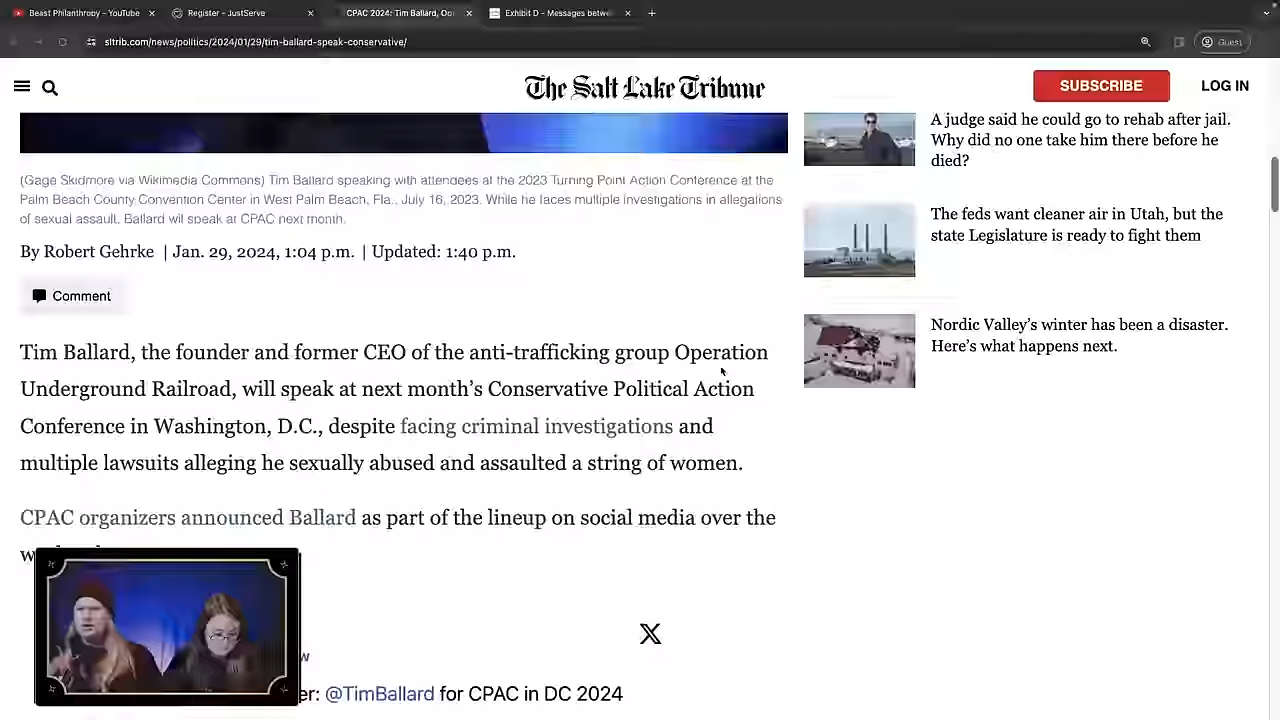 Beast Philanthropy – YouTube
Register - JustServe
CPAC 2024: Tim Ballard, Op
Exhibit D – Messages betw
sltrib.com/news/politics/2024/01/29/tim-ballard-speak-conservative/
Guest
The Salt Lake Tribune
SUBSCRIBE
LOG IN
(Gage Skidmore via Wikimedia Commons) Tim Ballard speaking with attendees at the 2023 Turning Point Action Conference at the
Palm Beach County Convention Center in West Palm Beach, Fla., July 16, 2023. While he faces multiple investigations in allegations
of sexual assault, Ballard will speak at CPAC next month.
By Robert Gehrke | Jan. 29, 2024, 1:04 p.m. | Updated: 1:40 p.m.
Comment
Tim Ballard, the founder and former CEO of the anti-trafficking group Operation
Underground Railroad, will speak at next month’s Conservative Political Action
Conference in Washington, D.C., despite facing criminal investigations and
multiple lawsuits alleging he sexually abused and assaulted a string of women.
CPAC organizers announced Ballard as part of the lineup on social media over the
er: @TimBallard for CPAC in DC 2024
A judge said he could go to rehab after jail.
Why did no one take him there before he
died?
The feds want cleaner air in Utah, but the
state Legislature is ready to fight them
Nordic Valley’s winter has been a disaster.
Here’s what happens next.